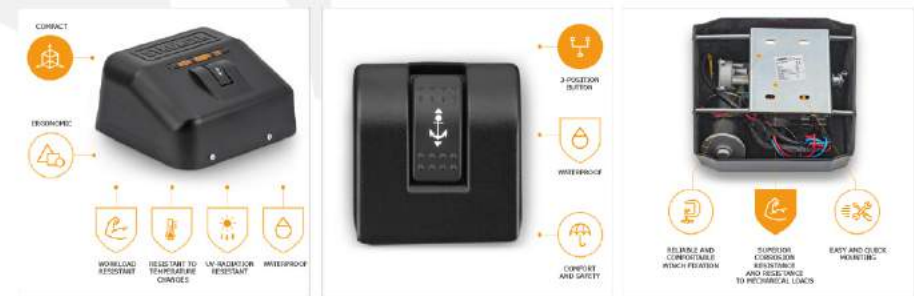 COMPACT
ERGONOMIC
WORKLOAD
RESISTANT
RESISTANT TO
TEMPERATURE
CHANGES
UV-RADIATION
RESISTANT
WATERPROOF
3-POSITION
BUTTON
WATERPROOF
COMFORT
AND SAFETY
RELIABLE AND
COMFORTABLE
WINCH FIXATION
SUPERIOR
CORROSION
RESISTANCE
AND RESISTANCE
TO MECHANICAL LOADS
EASY AND QUICK
MOUNTING